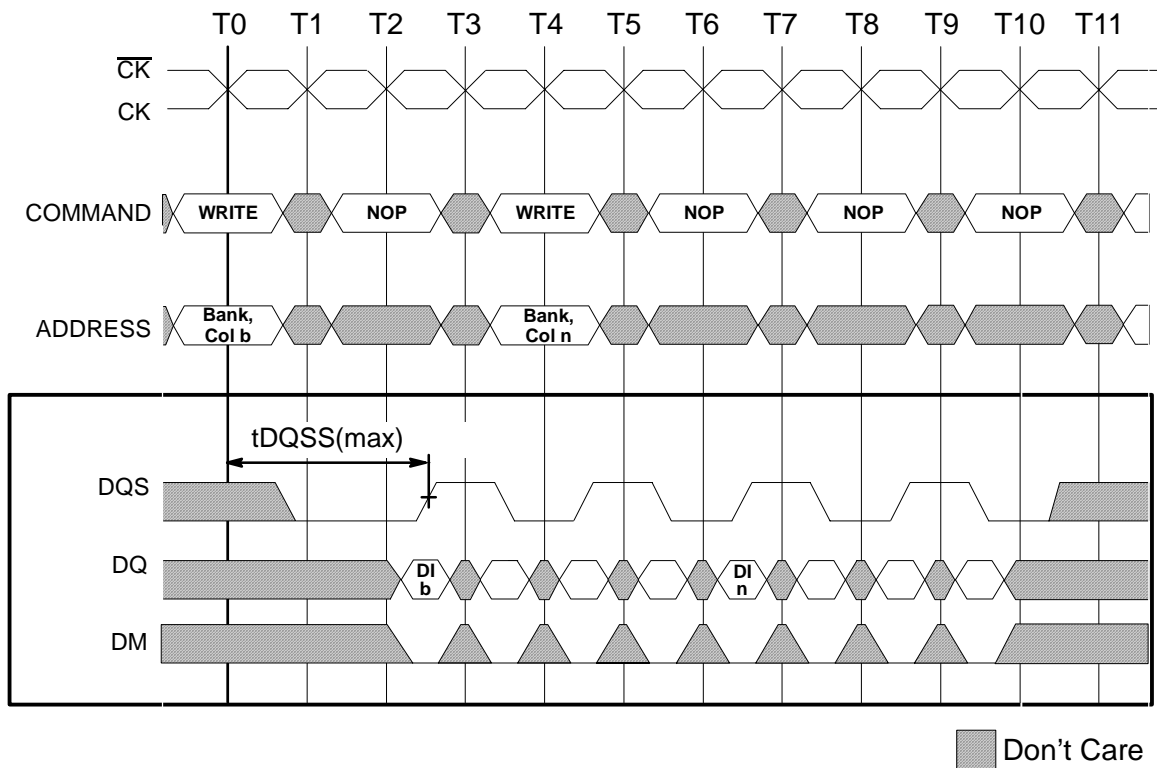 T0 T1 T2 T3 T4 T5 T6 T7 T8 T9 T10 T11
CK
CK
COMMAND WRITE NOP WRITE NOP NOP NOP
ADDRESS Bank, Col b Bank, Col n
tDQSS(max)
DQS
DQ DI b DI n
DM
Don't Care